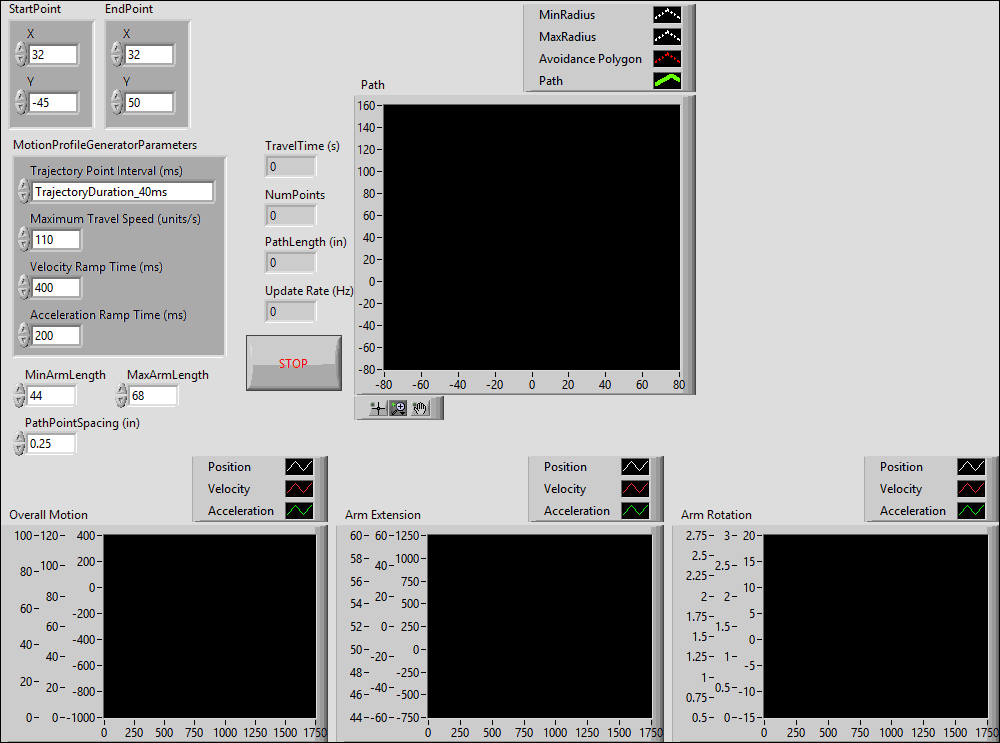 StartPoint
X
32
Y
-45
EndPoint
X
32
Y
50
MotionProfileGeneratorParameters
Trajectory Point Interval (ms)
TrajectoryDuration_40ms
Maximum Travel Speed (units/s)
110
Velocity Ramp Time (ms)
400
Acceleration Ramp Time (ms)
200
MinArmLength
44
MaxArmLength
68
PathPointSpacing (in)
0.25
TravelTime (s)
0
NumPoints
0
PathLength (in)
0
Update Rate (Hz)
0
STOP
MinRadius
MaxRadius
Avoidance Polygon
Path
Path
160
140
120
100
80
60
40
20
0
-20
-40
-60
-80
-80 -60 -40 -20 0 20 40 60 80
Position
Velocity
Acceleration
Overall Motion
100
80
60
40
20
0
120
100
80
60
40
20
0
400
200
0
-200
-400
-600
-800
-1000
0 250 500 750 1000 1250 1500 1750
Position
Velocity
Acceleration
Arm Extension
60
58
56
54
52
50
48
46
44
60
40
20
0
-20
-40
-60
1250
1000
750
500
250
0
-250
-500
-750
0 250 500 750 1000 1250 1500 1750
Position
Velocity
Acceleration
Arm Rotation
2.75
2.5
2.25
2
1.75
1.5
1.25
1
0.75
0.5
3
2.5
2
1.5
1
0.5
0
20
15
10
5
0
-5
-10
-15
0 250 500 750 1000 1250 1500 1750